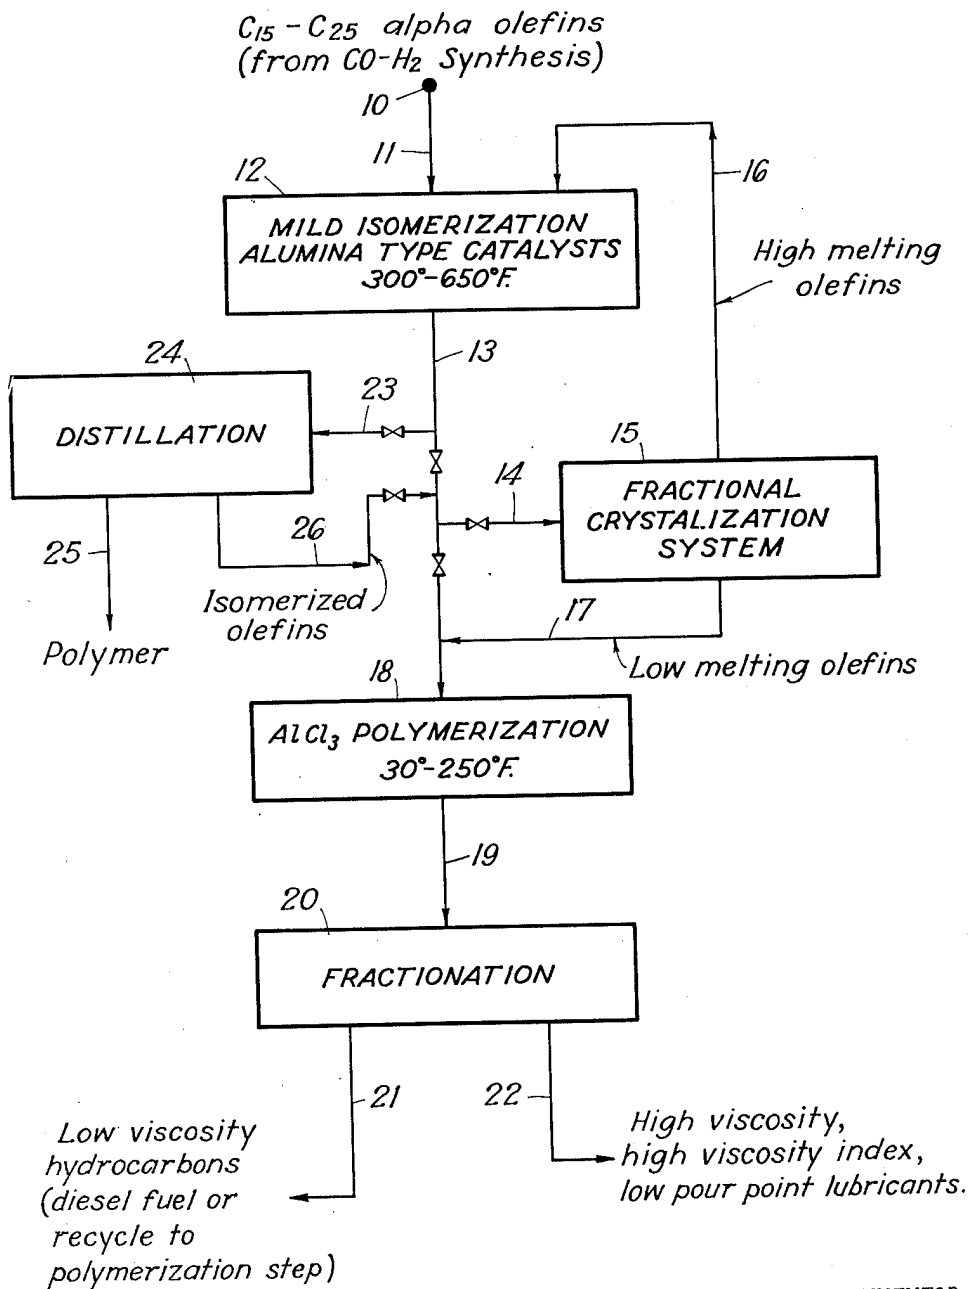 C15-C25 alpha olefins
(from CO-H2 Synthesis)
10
11
12
16
MILD ISOMERIZATION
ALUMINA TYPE CATALYSTS
300°-650°F.
High melting
olefins
13
24
23
DISTILLATION
15
14
FRACTIONAL
CRYSTALIZATION
SYSTEM
25
26
Isomerized
olefins
17
Polymer
Low melting olefins
18
AlCl3 POLYMERIZATION
30°-250°F.
19
20
FRACTIONATION
21
22
Low viscosity
hydrocarbons
(diesel fuel or
recycle to
polymerization step)
High viscosity,
high viscosity index,
low pour point lubricants.